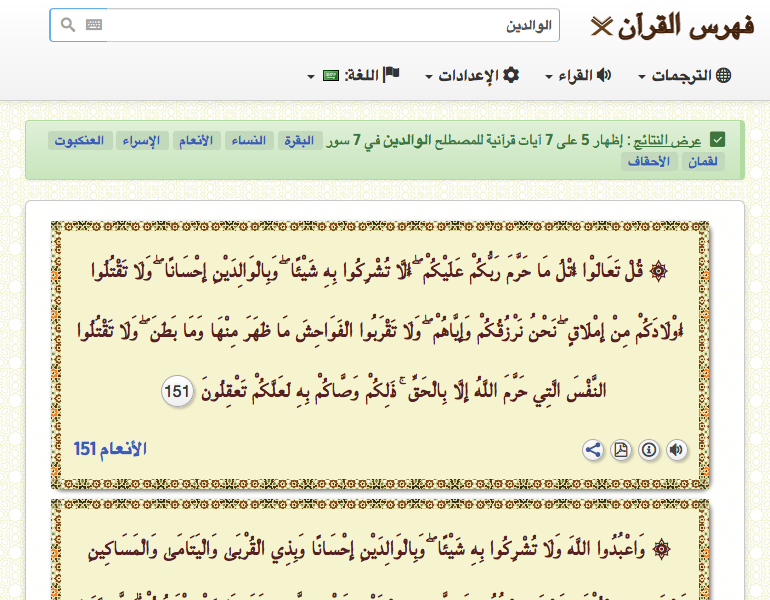 فهرس القرآن
الوالدين
الترجمات
القراء
الإعدادات
اللغة:
عرض النتائج : إظهار 5 على 7 آيات قرآنية للمصطلح الوالدين في 7 سور البقرة النساء الأنعام الإسراء العنكبوت
لقمان الأحقاف
۞ قُلْ تَعَالَوْا أَتْلُ مَا حَرَّمَ رَبُّكُمْ عَلَيْكُمْ ۖ أَلَّا تُشْرِكُوا بِهِ شَيْئًا ۖ وَبِالْوَالِدَيْنِ إِحْسَانًا ۖ وَلَا تَقْتُلُوا
أَوْلَادَكُم مِّنْ إِمْلَاقٍ ۖ نَّحْنُ نَرْزُقُكُمْ وَإِيَّاهُمْ ۖ وَلَا تَقْرَبُوا الْفَوَاحِشَ مَا ظَهَرَ مِنْهَا وَمَا بَطَنَ ۖ وَلَا تَقْتُلُوا
النَّفْسَ الَّتِي حَرَّمَ اللَّهُ إِلَّا بِالْحَقِّ ۚ ذَٰلِكُمْ وَصَّاكُم بِهِ لَعَلَّكُمْ تَعْقِلُونَ 151
الأنعام 151
۞ وَاعْبُدُوا اللَّهَ وَلَا تُشْرِكُوا بِهِ شَيْئًا ۖ وَبِالْوَالِدَيْنِ إِحْسَانًا وَبِذِي الْقُرْبَى وَالْيَتَامَى وَالْمَسَاكِينِ